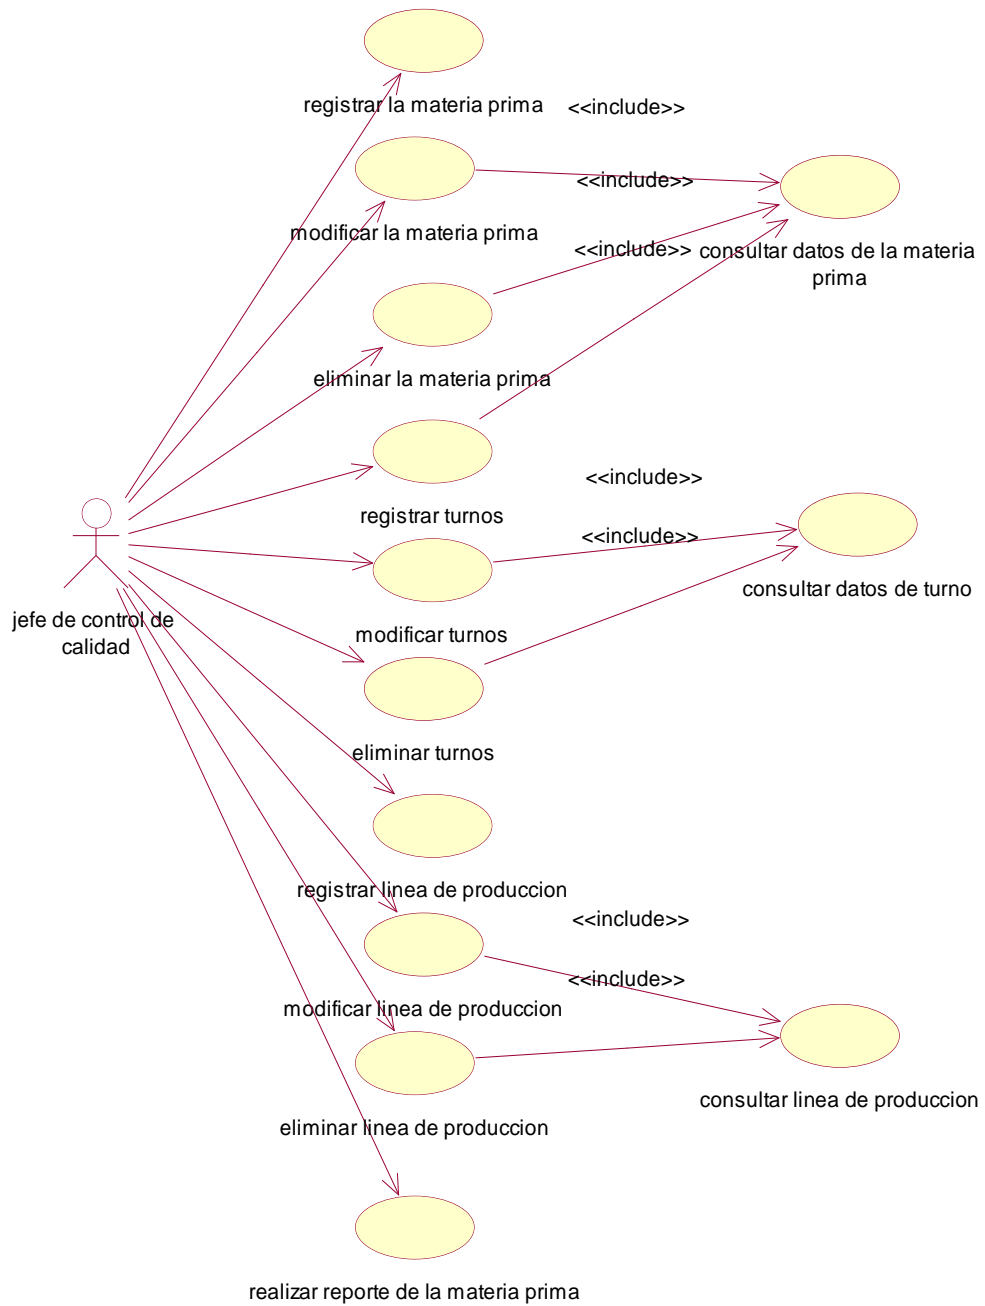 registrar la materia prima
<<include>>
<<include>>
modificar la materia prima
<<include>>
consultar datos de la materia
prima
eliminar la materia prima
<<include>>
registrar turnos
<<include>>
consultar datos de turno
jefe de control de
calidad
modificar turnos
eliminar turnos
registrar linea de produccion
<<include>>
<<include>>
modificar linea de produccion
consultar linea de produccion
eliminar linea de produccion
realizar reporte de la materia prima